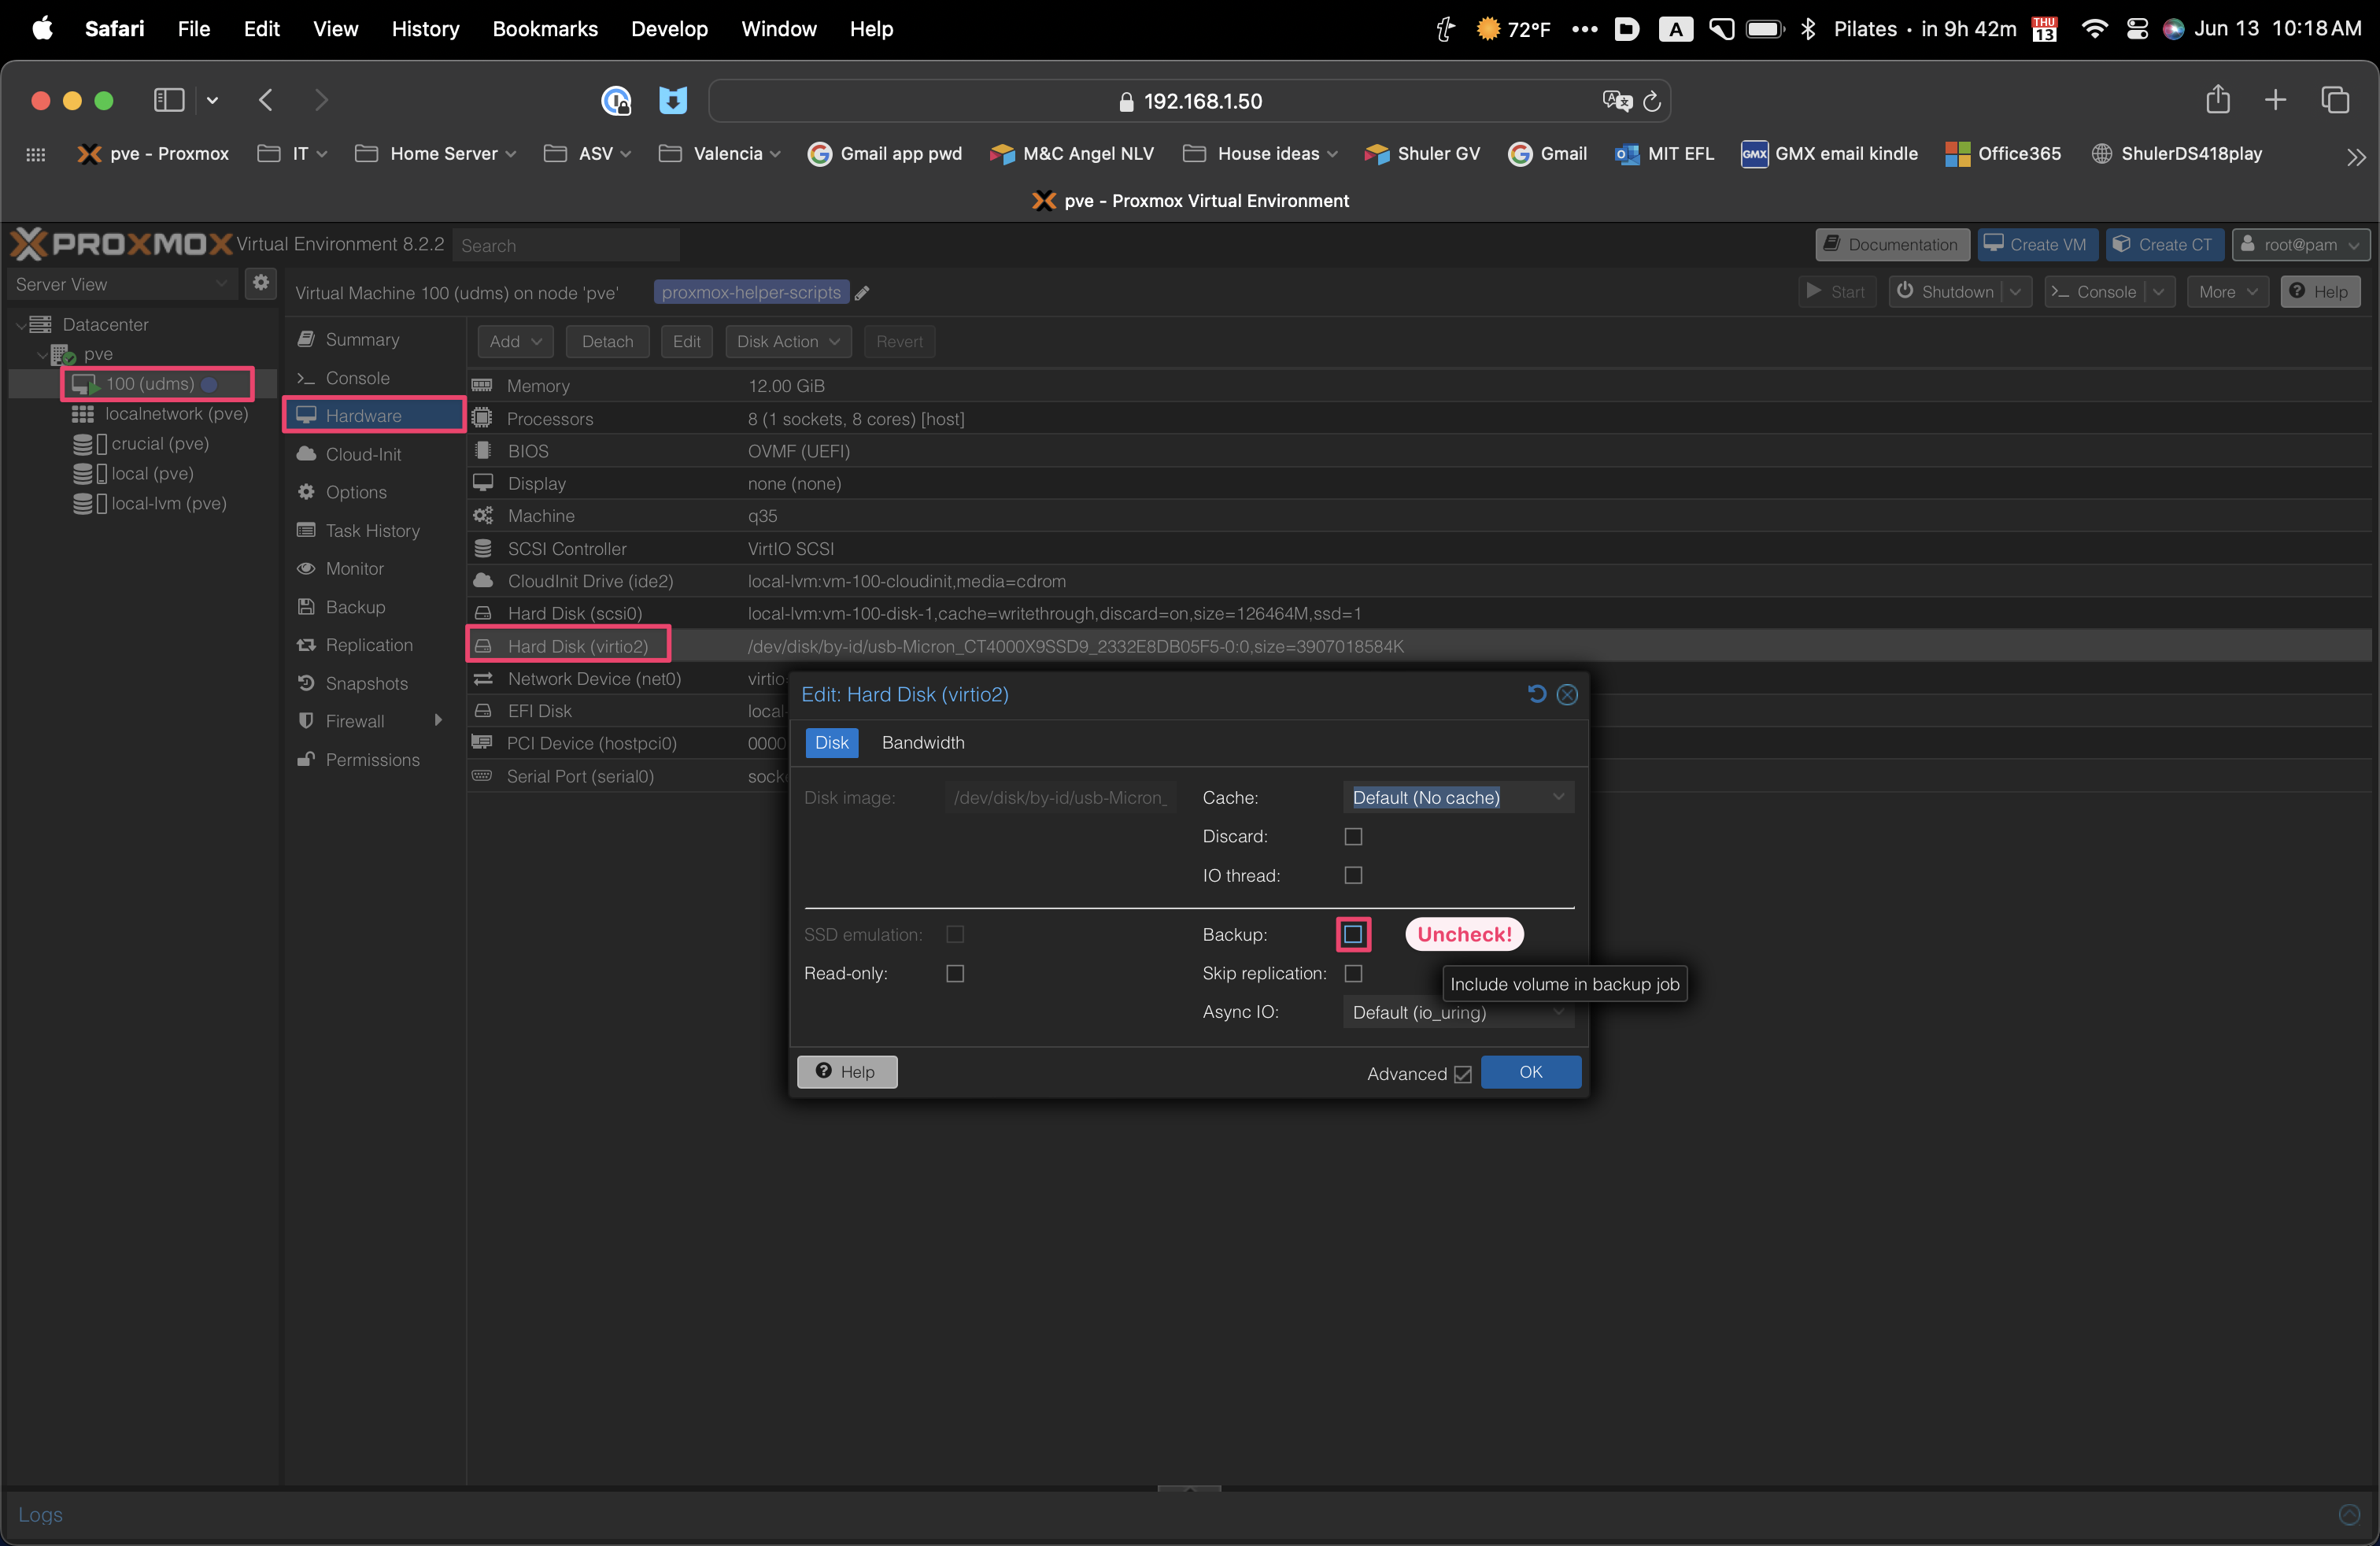 Safari File Edit View History Bookmarks Develop Window Help 72°F A Pilates • in 9h 42m THU 13 Jun 13 10:18 AM
192.168.1.50
pve - Proxmox IT Home Server ASV Valencia Gmail app pwd M&C Angel NLV House ideas Shuler GV Gmail MIT EFL GMX GMX email kindle Office365 ShulerDS418play
pve - Proxmox Virtual Environment
PROXMOX Virtual Environment 8.2.2 Search Documentation Create VM Create CT root@pam
Server View
Virtual Machine 100 (udms) on node 'pve' proxmox-helper-scripts Start Shutdown Console More Help
Datacenter
pve
100 (udms)
localnetwork (pve)
crucial (pve)
local (pve)
local-lvm (pve)
Summary
Console
Hardware
Cloud-Init
Options
Task History
Monitor
Backup
Replication
Snapshots
Firewall
Permissions
Add Detach Edit Disk Action Revert
Memory 12.00 GiB
Processors 8 (1 sockets, 8 cores) [host]
BIOS OVMF (UEFI)
Display none (none)
Machine q35
SCSI Controller VirtIO SCSI
CloudInit Drive (ide2) local-lvm:vm-100-cloudinit,media=cdrom
Hard Disk (scsi0) local-lvm:vm-100-disk-1,cache=writethrough,discard=on,size=126464M,ssd=1
Hard Disk (virtio2) /dev/disk/by-id/usb-Micron_CT4000X9SSD9_2332E8DB05F5-0:0,size=3907018584K
Network Device (net0) virtio
EFI Disk local-
PCI Device (hostpci0) 0000
Serial Port (serial0) socke
Edit: Hard Disk (virtio2)
Disk Bandwidth
Disk image: /dev/disk/by-id/usb-Micron_ Cache: Default (No cache)
Discard:
IO thread:
SSD emulation: Backup: Uncheck!
Read-only: Skip replication:
Include volume in backup job
Async IO: Default (io_uring)
Help Advanced OK
Logs